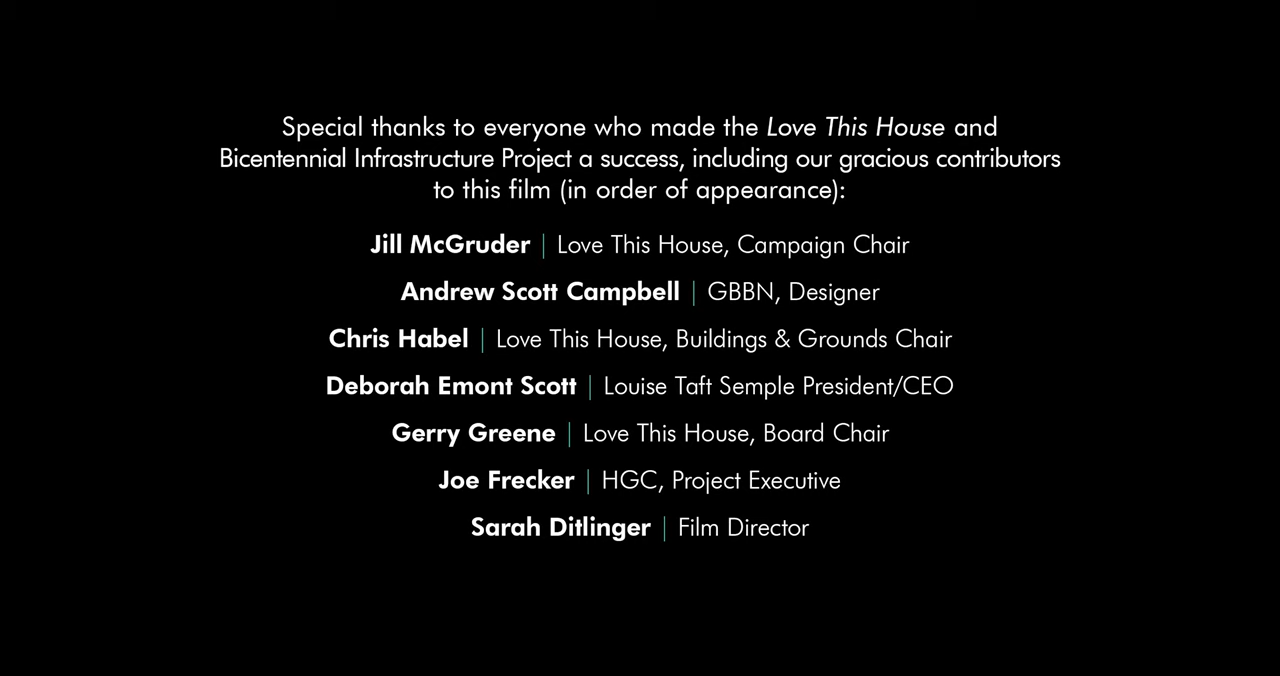 Special thanks to everyone who made the Love This House and
Bicentennial Infrastructure Project a success, including our gracious contributors
to this film (in order of appearance):
Jill McGruder | Love This House, Campaign Chair
Andrew Scott Campbell | GBBN, Designer
Chris Habel | Love This House, Buildings & Grounds Chair
Deborah Emont Scott | Louise Taft Semple President/CEO
Gerry Greene | Love This House, Board Chair
Joe Frecker | HGC, Project Executive
Sarah Ditlinger | Film Director